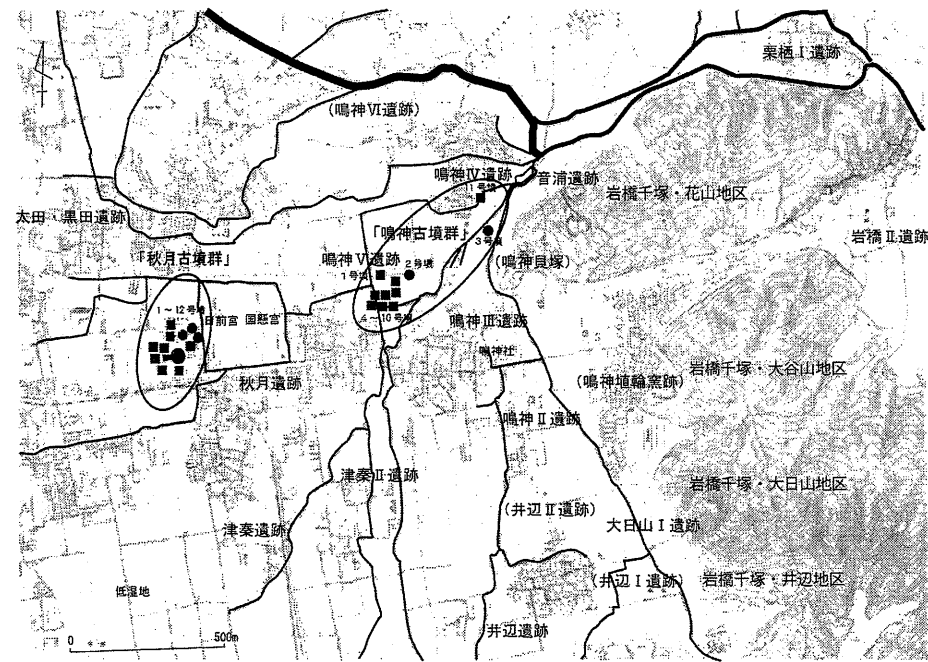 栗栖Ⅰ遺跡
(鳴神Ⅵ遺跡)
鳴神Ⅳ遺跡
11号墳
音浦遺跡
岩橋千塚・花山地区
太田・黒田遺跡
「鳴神古墳群」
3号墳
岩橋Ⅱ遺跡
「秋月古墳群」
鳴神Ⅴ遺跡
2号墳
(鳴神貝塚)
1号墳
1～12号墳
日前宮 国懸宮
4～10号墳
鳴神Ⅲ遺跡
鳴神社
秋月遺跡
(鳴神埴輪窯跡)
岩橋千塚・大谷山地区
鳴神Ⅱ遺跡
津秦Ⅱ遺跡
岩橋千塚・大日山地区
(井辺Ⅱ遺跡)
津秦遺跡
大日山Ⅰ遺跡
低湿地
(井辺Ⅰ遺跡)
岩橋千塚・井辺地区
井辺遺跡
0 500m